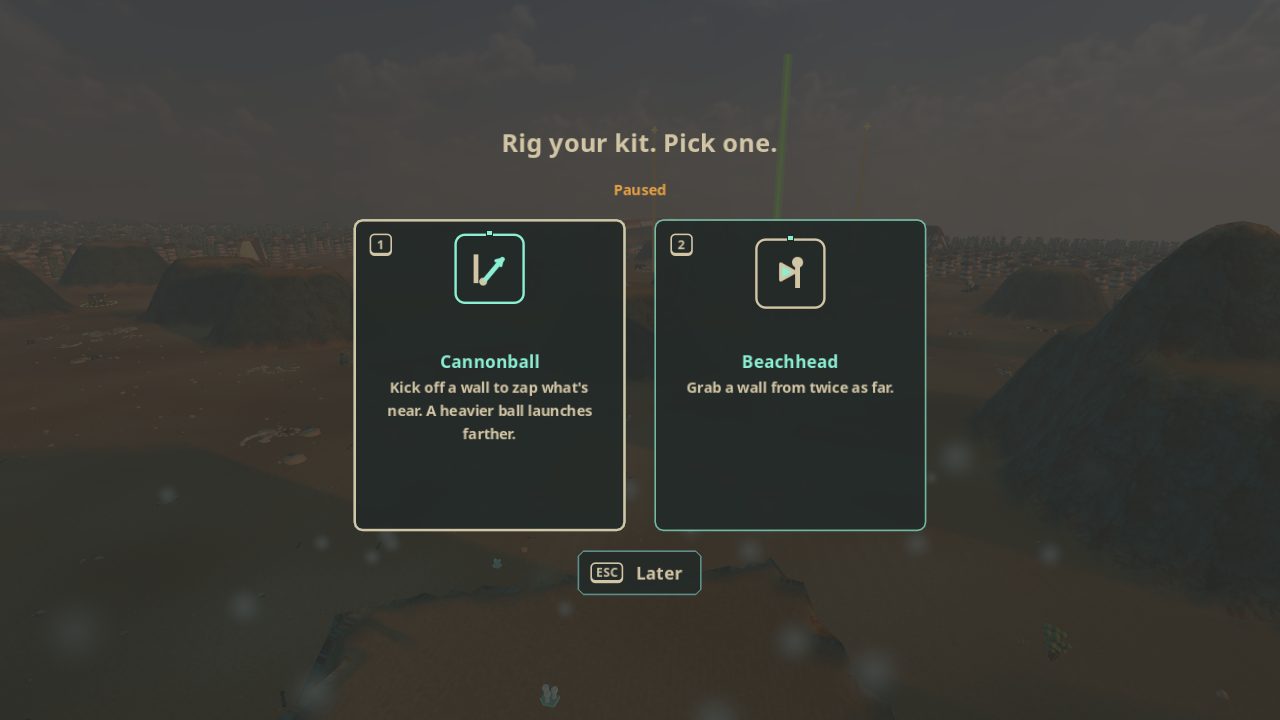 Rig your kit. Pick one.
Paused
1
Cannonball
Kick off a wall to zap what's
near. A heavier ball launches
farther.
2
Beachhead
Grab a wall from twice as far.
ESC Later